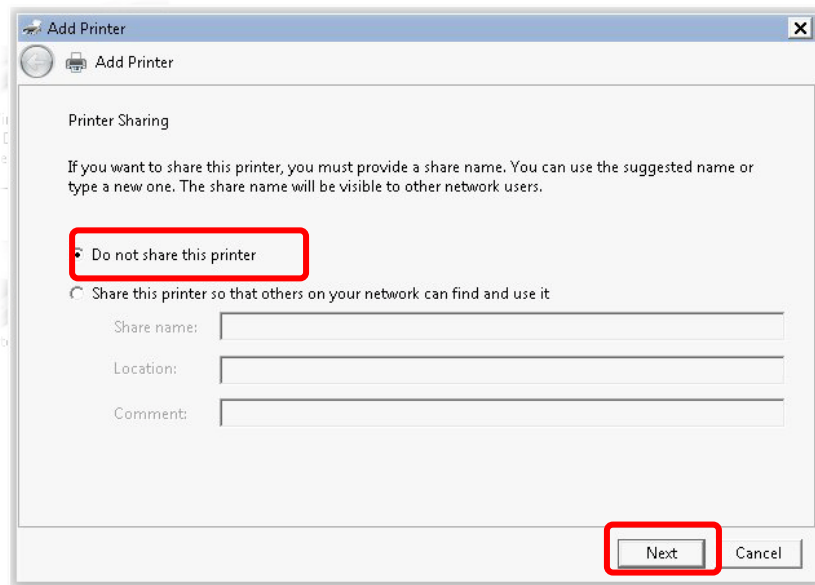 Add Printer
Add Printer
Printer Sharing
If you want to share this printer, you must provide a share name. You can use the suggested name or
type a new one. The share name will be visible to other network users.
Do not share this printer
Share this printer so that others on your network can find and use it
Share name:
Location:
Comment:
Next
Cancel